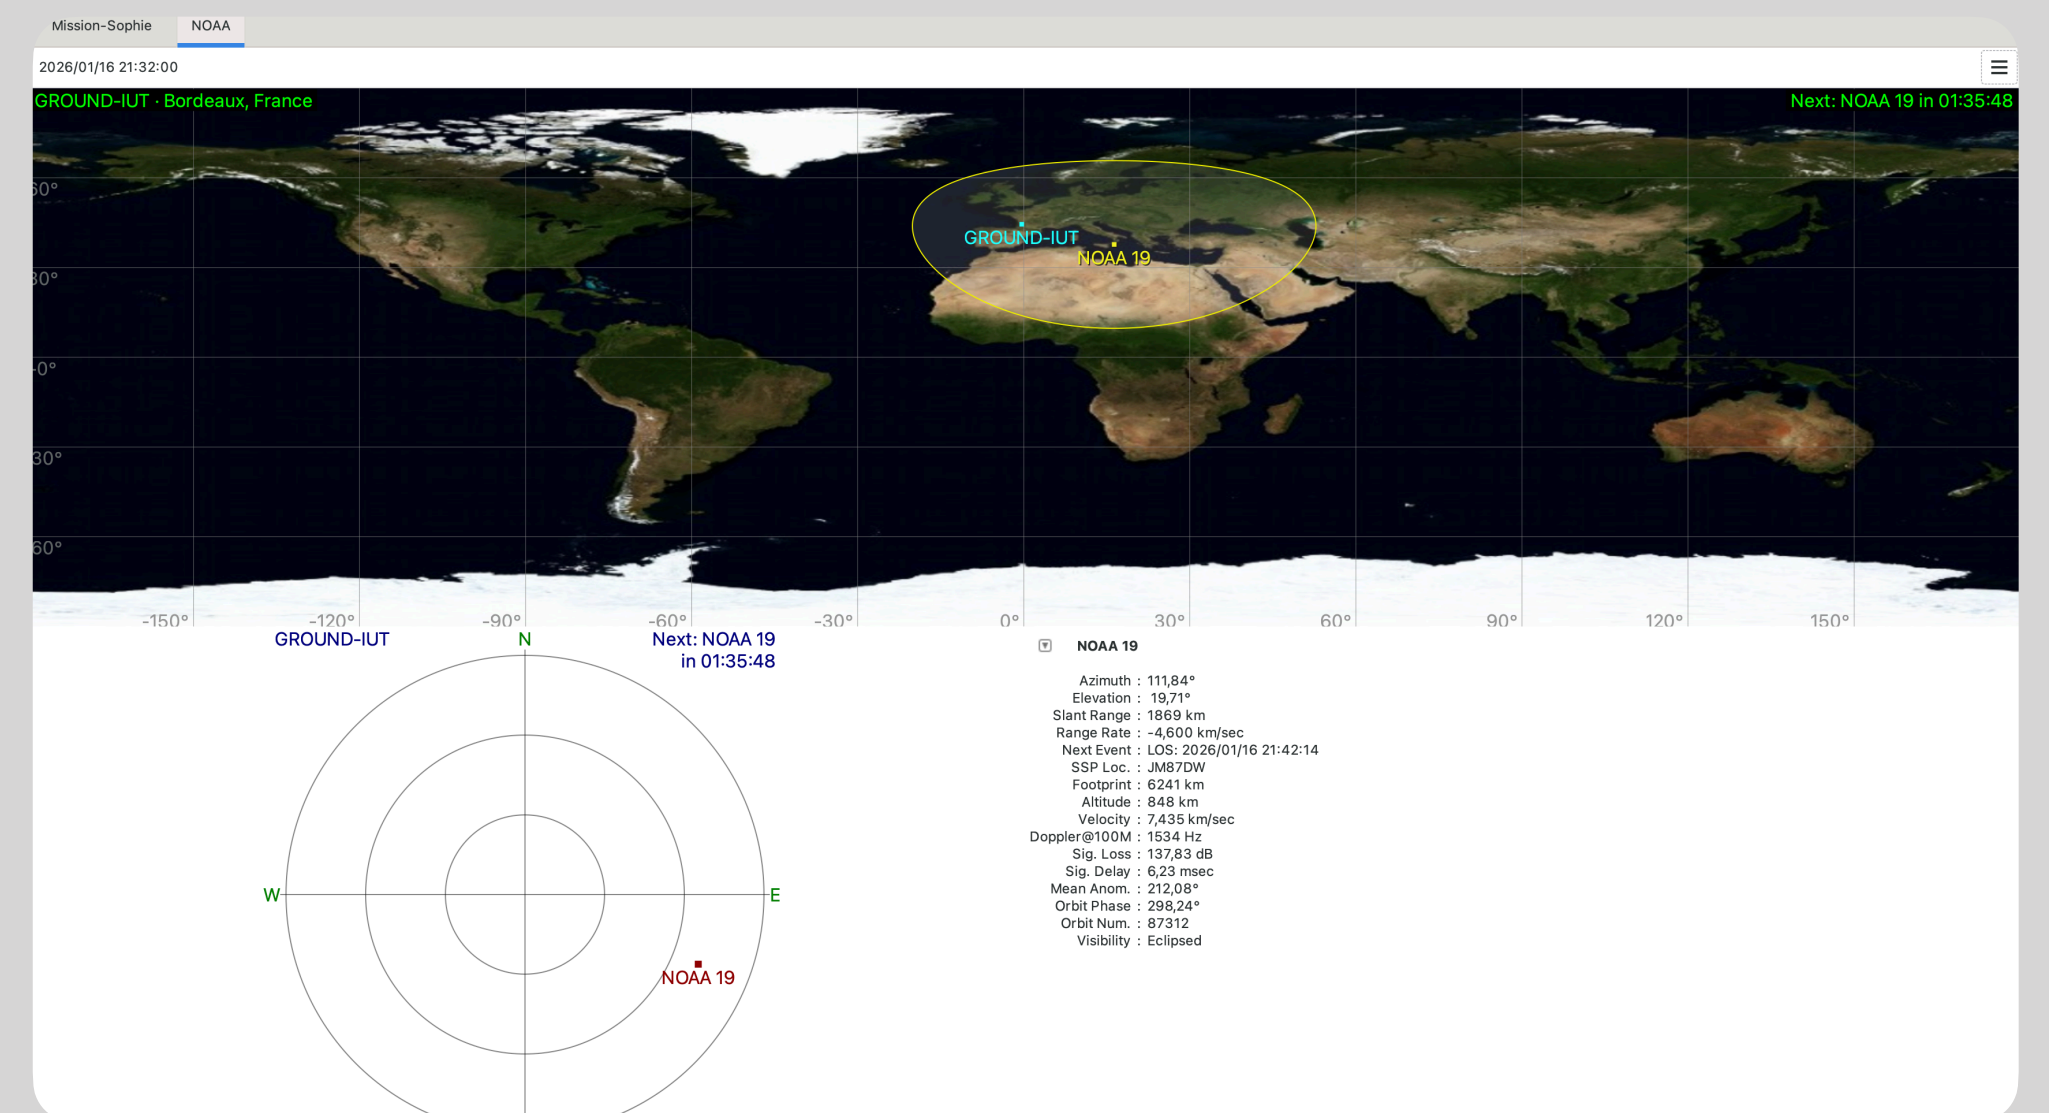 Mission-Sophie NOAA
2026/01/16 21:32:00
GROUND-IUT · Bordeaux, France
Next: NOAA 19 in 01:35:48
60°
30°
-0°
30°
60°
GROUND-IUT
NOAA 19
-150° -120° -90° -60° -30° 0° 30° 60° 90° 120° 150°
GROUND-IUT
N
Next: NOAA 19
in 01:35:48
W
E
NOAA 19
NOAA 19
Azimuth : 111,84°
Elevation : 19,71°
Slant Range : 1869 km
Range Rate : -4,600 km/sec
Next Event : LOS: 2026/01/16 21:42:14
SSP Loc. : JM87DW
Footprint : 6241 km
Altitude : 848 km
Velocity : 7,435 km/sec
Doppler@100M : 1534 Hz
Sig. Loss : 137,83 dB
Sig. Delay : 6,23 msec
Mean Anom. : 212,08°
Orbit Phase : 298,24°
Orbit Num. : 87312
Visibility : Eclipsed